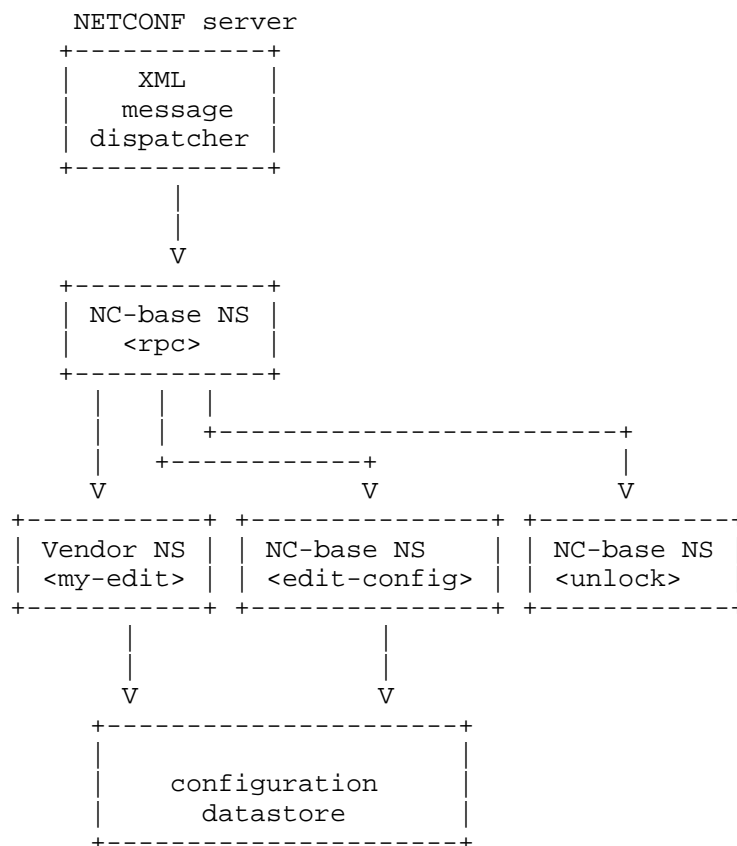 NETCONF server
XML
message
dispatcher
V
NC-base NS
<rpc>
V V V
Vendor NS NC-base NS NC-base NS
<my-edit> <edit-config> <unlock>
V V
configuration
datastore